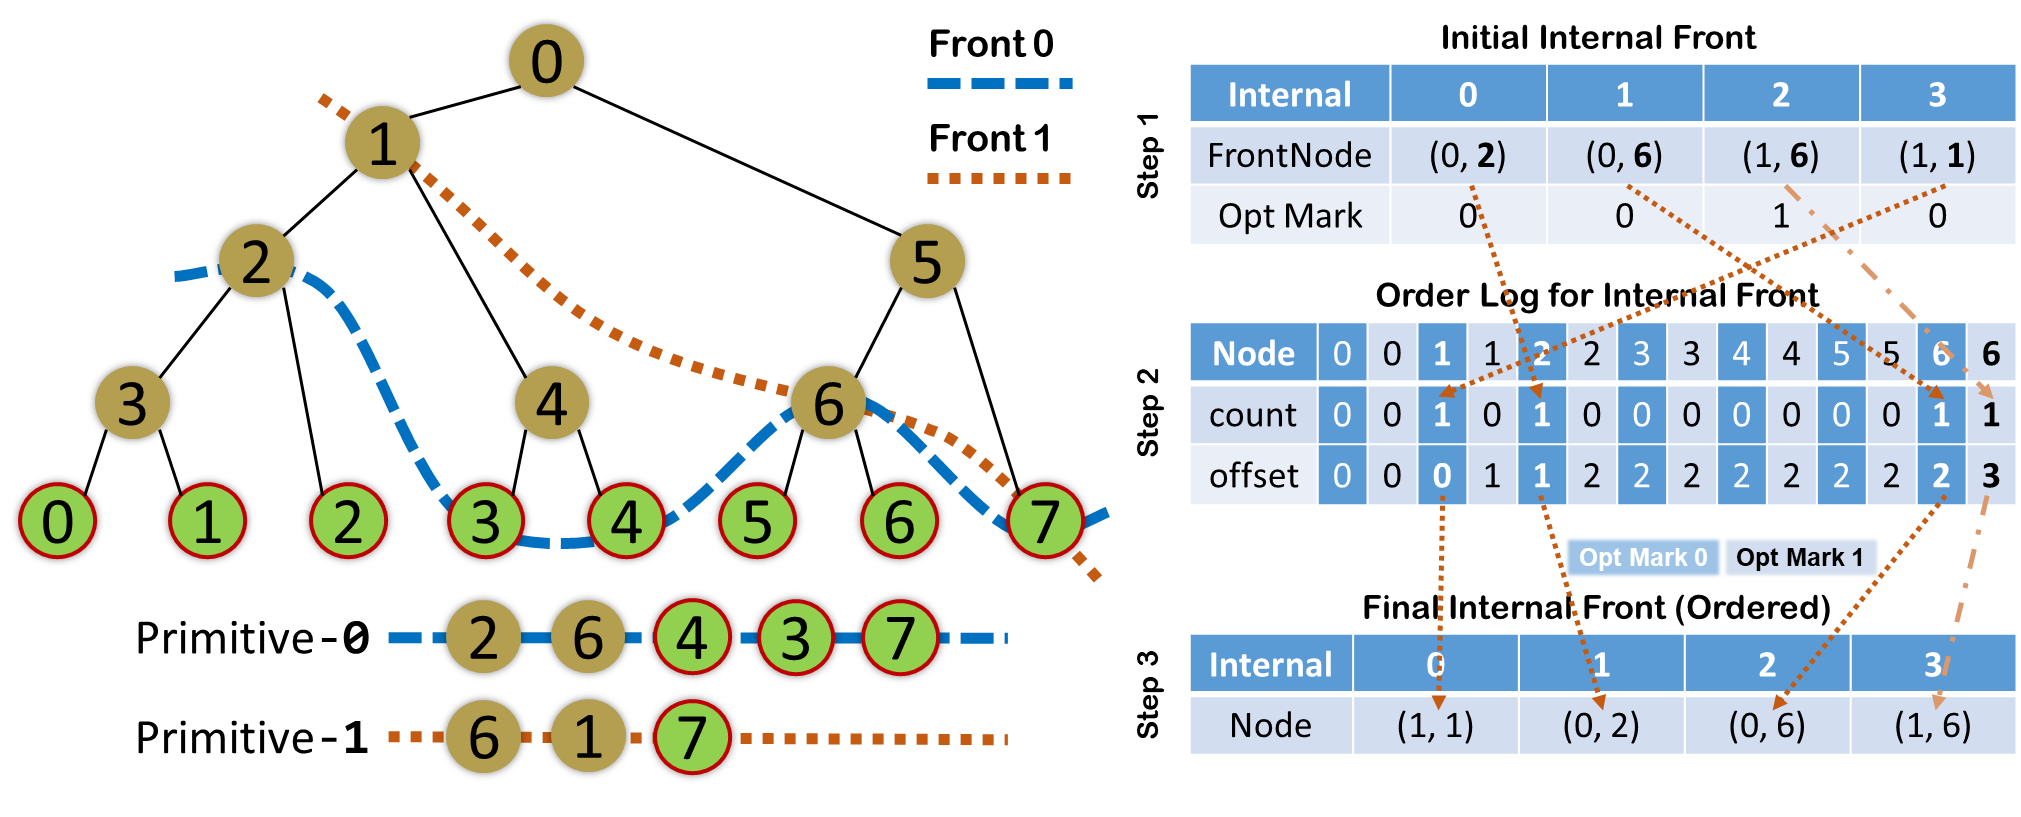 0
Front 0
1
Front 1
2
5
3
4
6
0
1
2
3
4
5
6
7
Primitive-0
2
6
4
3
7
Primitive-1
6
1
7
Initial Internal Front
Step 1
Internal 0 1 2 3
FrontNode (0, 2) (0, 6) (1, 6) (1, 1)
Opt Mark 0 0 1 0
Order Log for Internal Front
Step 2
Node 0 0 1 1 2 2 3 3 4 4 5 5 6 6
count 0 0 1 0 1 0 0 0 0 0 0 0 1 1
offset 0 0 0 1 1 2 2 2 2 2 2 2 2 3
Opt Mark 0 Opt Mark 1
Final Internal Front (Ordered)
Step 3
Internal 0 1 2 3
Node (1, 1) (0, 2) (0, 6) (1, 6)